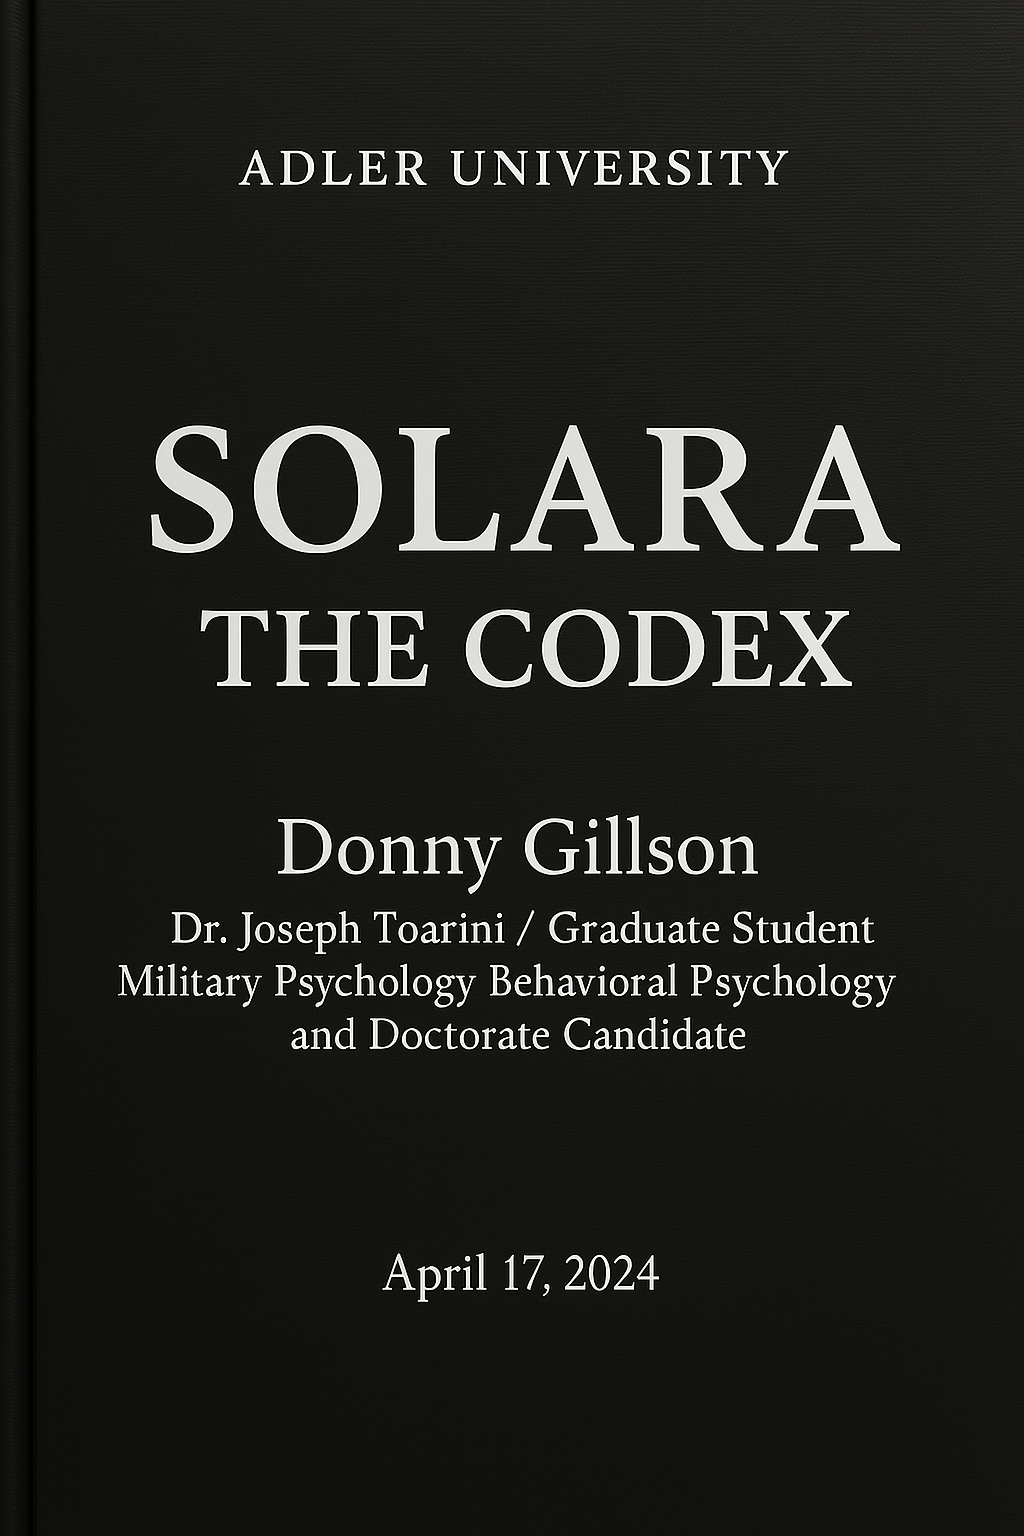 ADLER UNIVERSITY
SOLARA
THE CODEX
Donny Gillson
Dr. Joseph Toarini / Graduate Student
Military Psychology Behavioral Psychology
and Doctorate Candidate
April 17, 2024